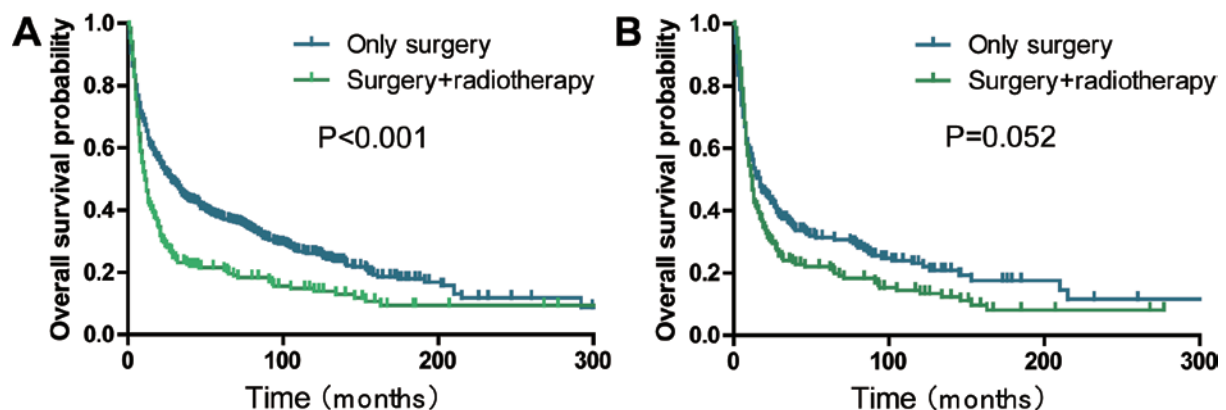 A
Overall survival probability
1.0
0.8
0.6
0.4
0.2
0.0
Only surgery
Surgery+radiotherapy
P<0.001
0 100 200 300
Time (months)
B
Overall survival probability
1.0
0.8
0.6
0.4
0.2
0.0
Only surgery
Surgery+radiotherapy
P=0.052
0 100 200 300
Time (months)